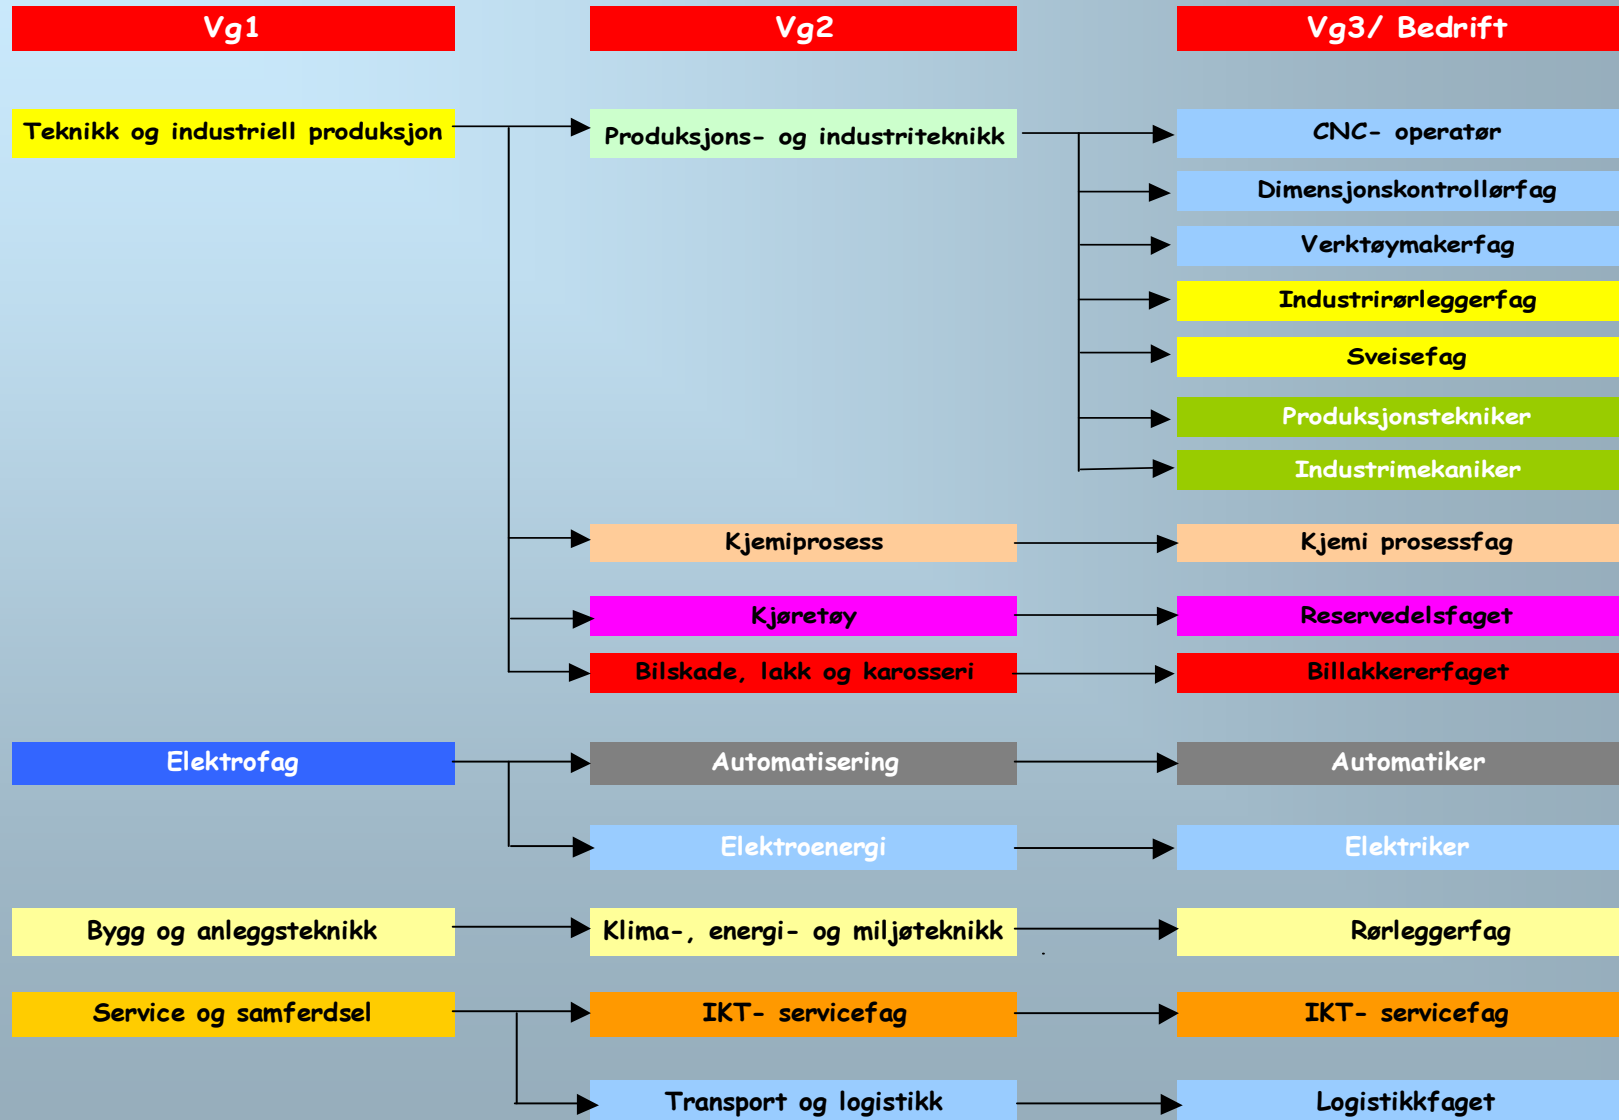 Vg1
Vg2
Vg3/ Bedrift
Teknikk og industriell produksjon
Produksjons- og industriteknikk
CNC- operatør
Dimensjonskontrollørfag
Verktøymakerfag
Industrirørleggerfag
Sveisefag
Produksjonstekniker
Industrimekaniker
Kjemiprosess
Kjemi prosessfag
Kjøretøy
Reservedelsfaget
Bilskade, lakk og karosseri
Billakkererfaget
Elektrofag
Automatisering
Automatiker
Elektroenergi
Elektriker
Bygg og anleggsteknikk
Klima-, energi- og miljøteknikk
Rørleggerfag
Service og samferdsel
IKT- servicefag
IKT- servicefag
Transport og logistikk
Logistikkfaget